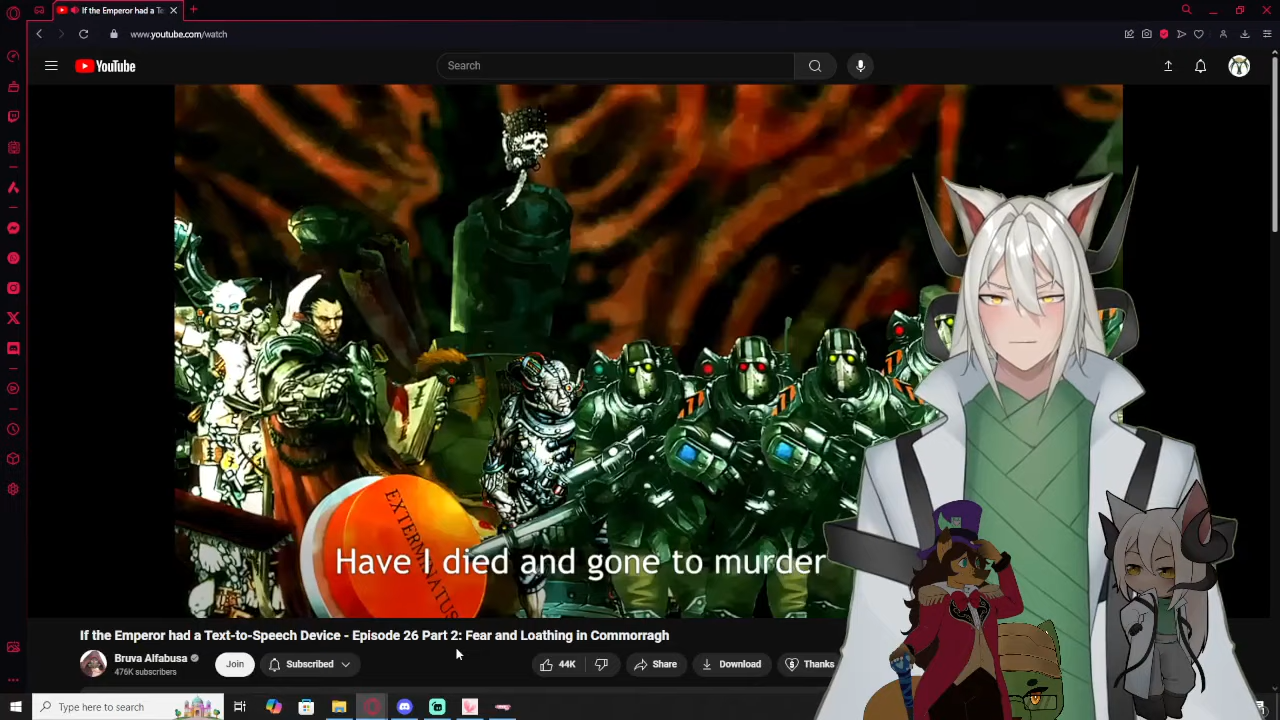 If the Emperor had a Te
www.youtube.com/watch
YouTube
Search
EXTERMINATUS
Have I died and gone to murder
If the Emperor had a Text-to-Speech Device - Episode 26 Part 2: Fear and Loathing in Commorragh
Bruva Alfabusa
476K subscribers
Join
Subscribed
44K
Share
Download
Thanks
Type here to search